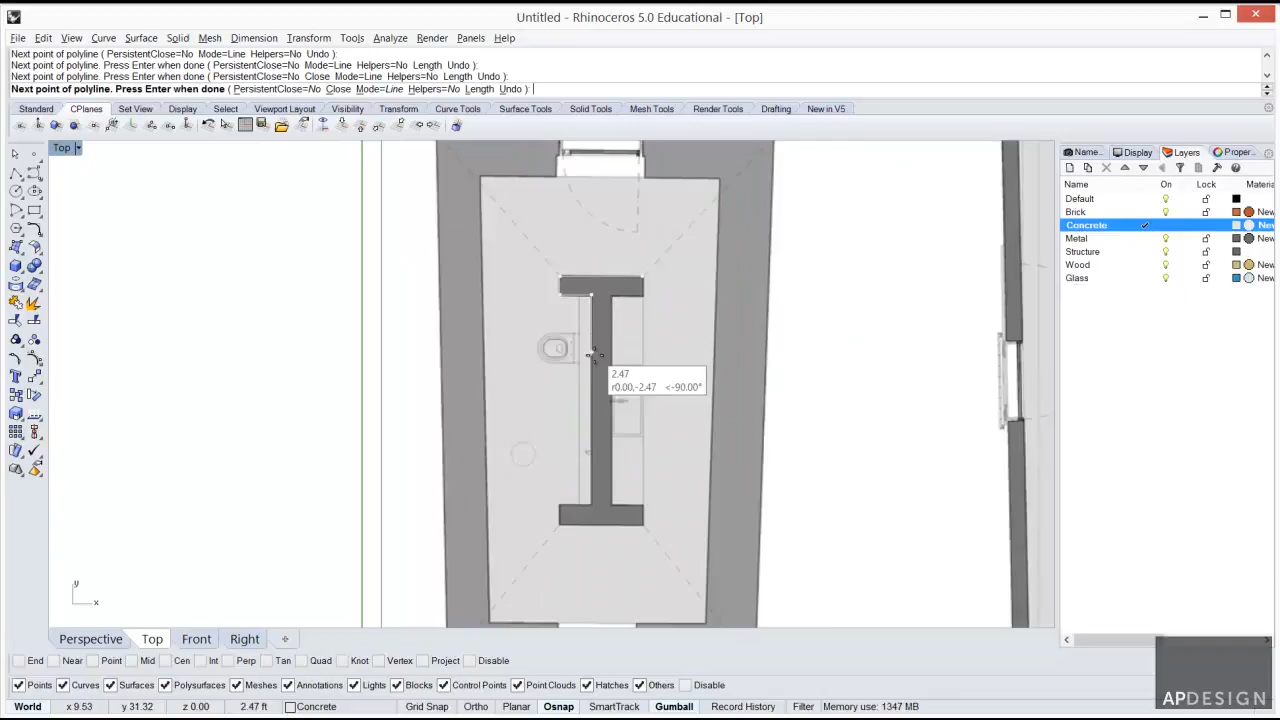 Untitled - Rhinoceros 5.0 Educational - [Top]
File Edit View Curve Surface Solid Mesh Dimension Transform Tools Analyze Render Panels Help
Next point of polyline ( PersistentClose=No Mode=Line Helpers=No Undo ):
Next point of polyline. Press Enter when done ( PersistentClose=No Mode=Line Helpers=No Length Undo ):
Next point of polyline. Press Enter when done ( PersistentClose=No Close Mode=Line Helpers=No Length Undo ):
Next point of polyline. Press Enter when done ( PersistentClose=No Close Mode=Line Helpers=No Length Undo ):
Standard CPlanes Set View Display Select Viewport Layout Visibility Transform Curve Tools Surface Tools Solid Tools Mesh Tools Render Tools Drafting New in V5
Top
Name... Display Layers Proper...
Name On Lock Materia
Default
Brick New
Concrete New
Metal New
Structure
Wood New
Glass New
2.47
r0.00,-2.47 <-90.00°
y
x
Perspective Top Front Right
End Near Point Mid Cen Int Perp Tan Quad Knot Vertex Project Disable
Points Curves Surfaces Polysurfaces Meshes Annotations Lights Blocks Control Points Point Clouds Hatches Others Disable
World x 9.53 y 31.32 z 0.00 2.47 ft Concrete Grid Snap Ortho Planar Osnap SmartTrack Gumball Record History Filter Memory use: 1347 MB
APDESIGN